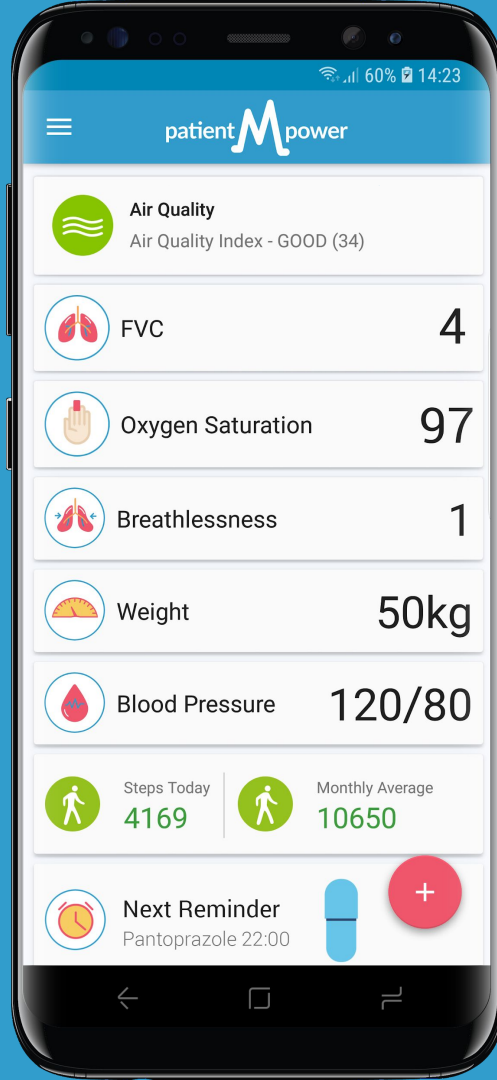 60% 14:23
patient M power
Air Quality
Air Quality Index - GOOD (34)
FVC 4
Oxygen Saturation 97
Breathlessness 1
Weight 50kg
Blood Pressure 120/80
Steps Today Monthly Average
4169 10650
Next Reminder
Pantoprazole 22:00
+